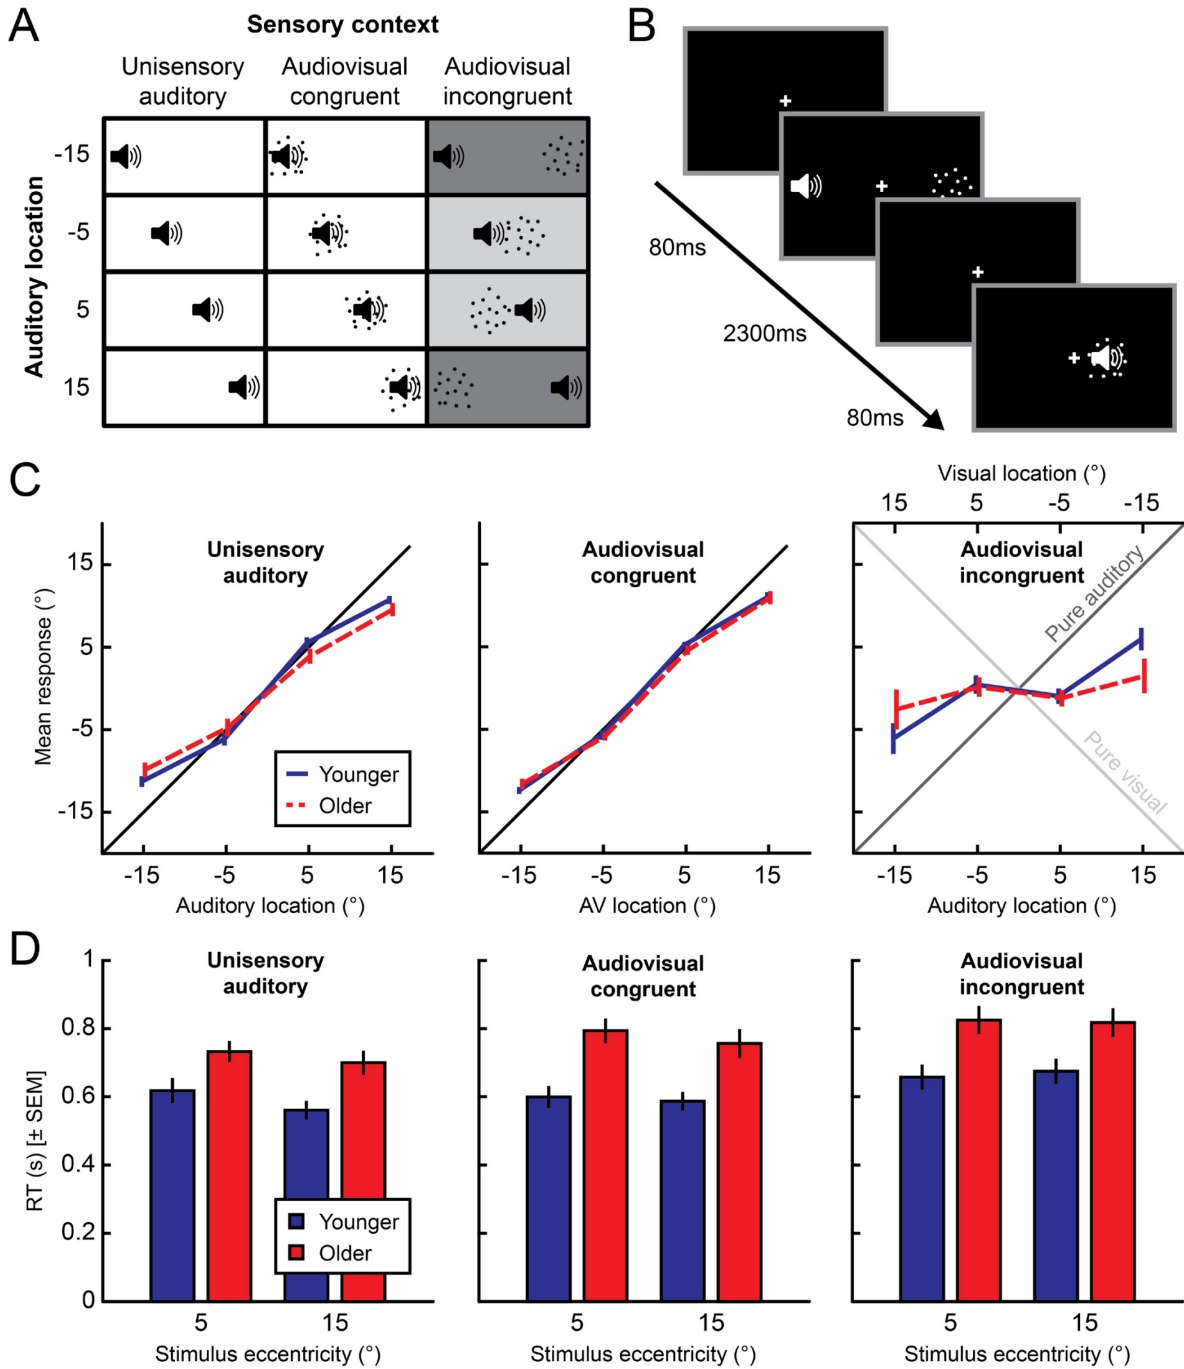 A
Sensory context
Unisensory
auditory
Audiovisual
congruent
Audiovisual
incongruent
Auditory location
-15
-5
5
15
B
80ms
2300ms
80ms
C
Mean response (°)
15
5
-5
-15
Unisensory
auditory
Younger
Older
-15 -5 5 15
Auditory location (°)
Audiovisual
congruent
-15 -5 5 15
AV location (°)
Visual location (°)
15 5 -5 -15
Audiovisual
incongruent
Pure auditory
Pure visual
-15 -5 5 15
Auditory location (°)
D
RT (s) [± SEM]
1
0.8
0.6
0.4
0.2
0
Unisensory
auditory
Younger
Older
5 15
Stimulus eccentricity (°)
Audiovisual
congruent
5 15
Stimulus eccentricity (°)
Audiovisual
incongruent
5 15
Stimulus eccentricity (°)